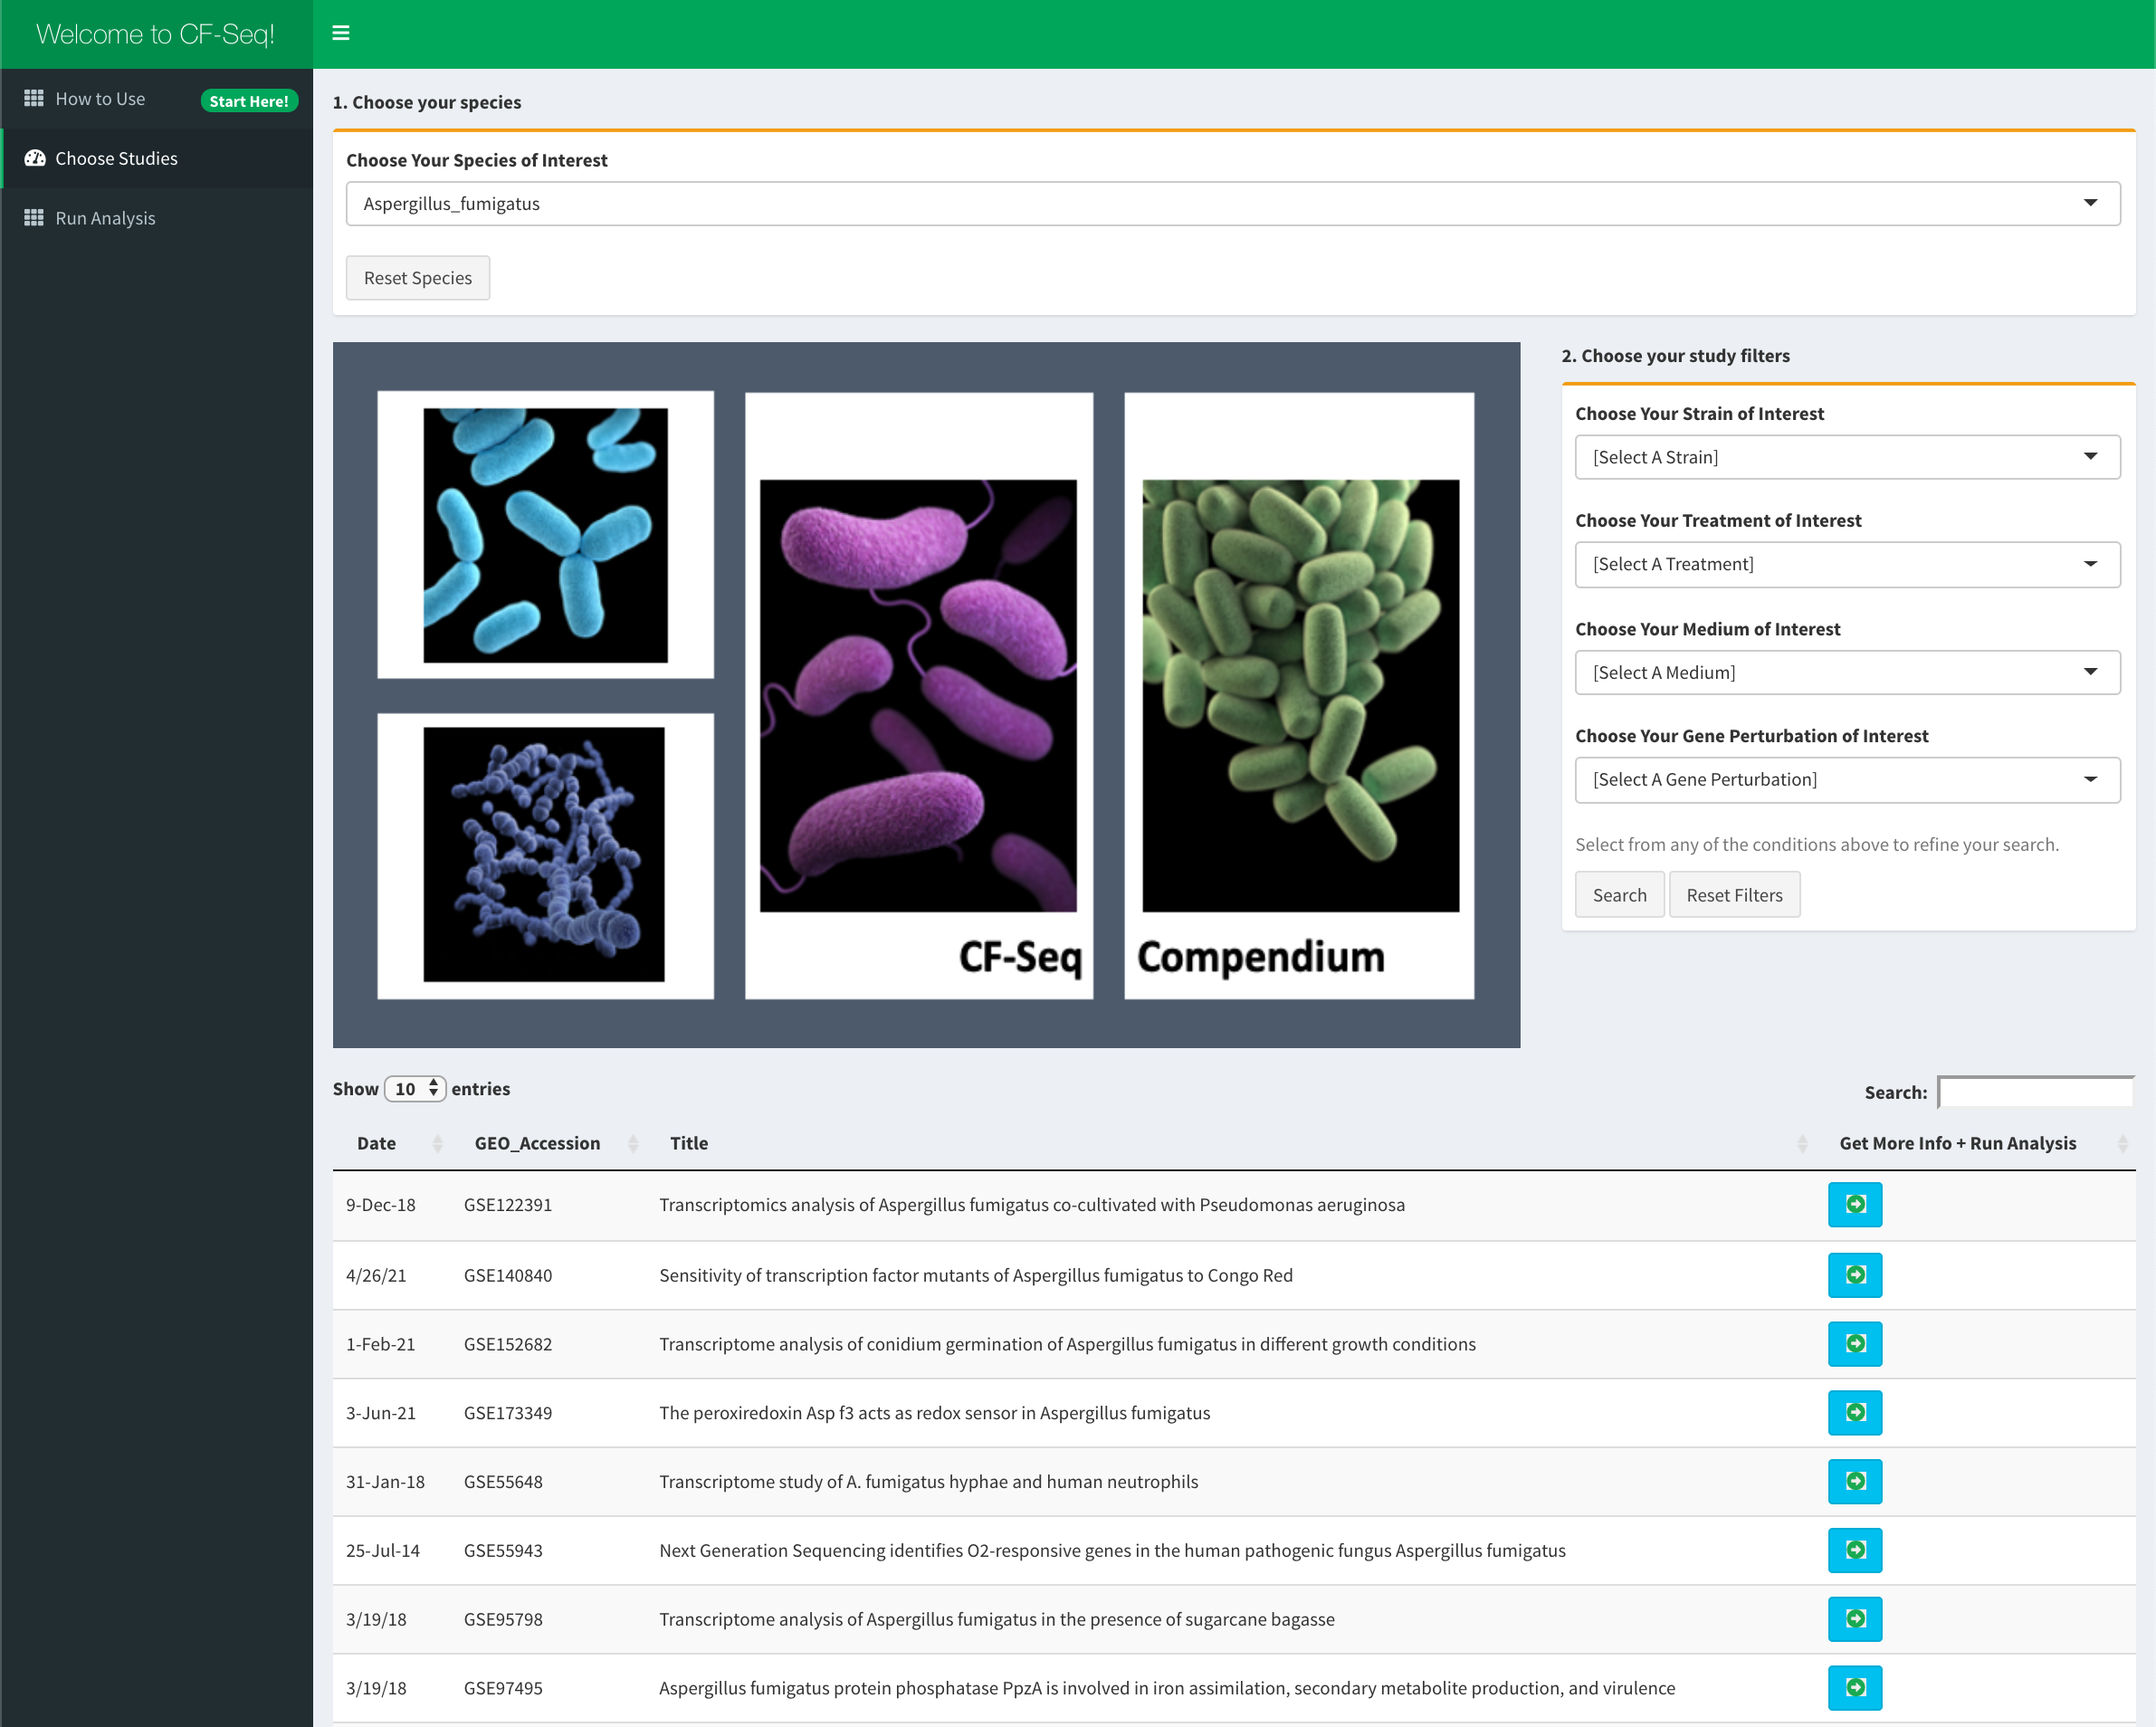 Welcome to CF-Seq!
How to Use
Start Here!
Choose Studies
Run Analysis
1. Choose your species
Choose Your Species of Interest
Aspergillus_fumigatus
Reset Species
CF-Seq Compendium
2. Choose your study filters
Choose Your Strain of Interest
[Select A Strain]
Choose Your Treatment of Interest
[Select A Treatment]
Choose Your Medium of Interest
[Select A Medium]
Choose Your Gene Perturbation of Interest
[Select A Gene Perturbation]
Select from any of the conditions above to refine your search.
Search Reset Filters
Show 10 entries
Search:
Date GEO_Accession Title Get More Info + Run Analysis
9-Dec-18 GSE122391 Transcriptomics analysis of Aspergillus fumigatus co-cultivated with Pseudomonas aeruginosa
4/26/21 GSE140840 Sensitivity of transcription factor mutants of Aspergillus fumigatus to Congo Red
1-Feb-21 GSE152682 Transcriptome analysis of conidium germination of Aspergillus fumigatus in different growth conditions
3-Jun-21 GSE173349 The peroxiredoxin Asp f3 acts as redox sensor in Aspergillus fumigatus
31-Jan-18 GSE55648 Transcriptome study of A. fumigatus hyphae and human neutrophils
25-Jul-14 GSE55943 Next Generation Sequencing identifies O2-responsive genes in the human pathogenic fungus Aspergillus fumigatus
3/19/18 GSE95798 Transcriptome analysis of Aspergillus fumigatus in the presence of sugarcane bagasse
3/19/18 GSE97495 Aspergillus fumigatus protein phosphatase PpzA is involved in iron assimilation, secondary metabolite production, and virulence